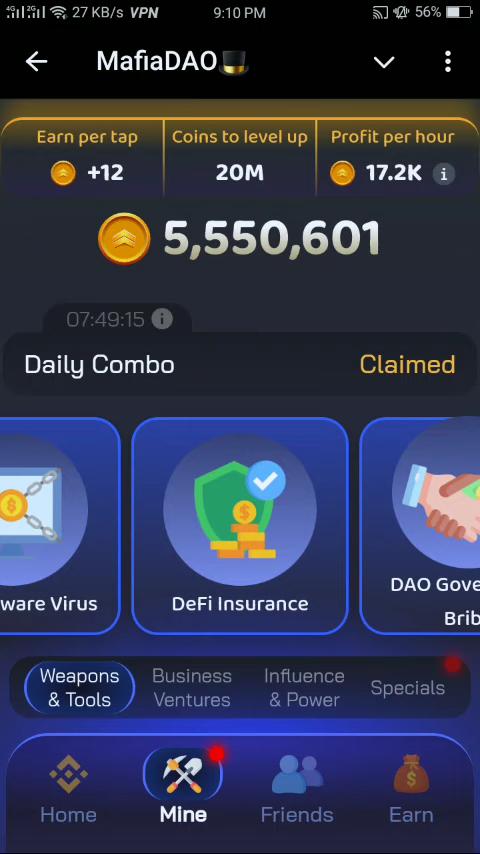 4G 2G 27 KB/s VPN 9:10 PM 56%
MafiaDAO🎩
Earn per tap Coins to level up Profit per hour
+12 20M 17.2K i
5,550,601
07:49:15 i
Daily Combo Claimed
ware Virus DeFi Insurance DAO Gove
Brib
Weapons Business Influence
& Tools Ventures & Power Specials
Home Mine Friends Earn